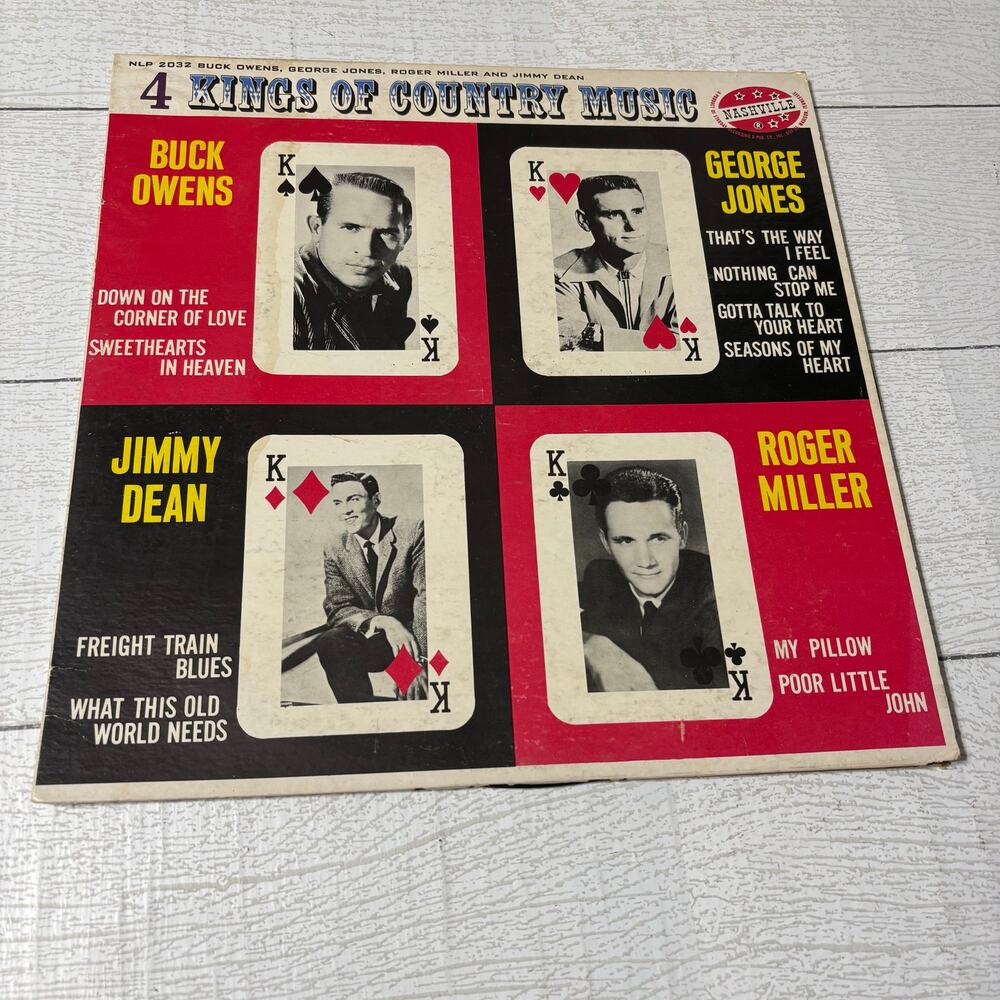 NLP 2032 BUCK OWENS, GEORGE JONES, ROGER MILLER AND JIMMY DEAN
4 KINGS OF COUNTRY MUSIC
NASHVILLE
®
BUCK
OWENS
DOWN ON THE
CORNER OF LOVE
SWEETHEARTS
IN HEAVEN
K
K
K
K
GEORGE
JONES
THAT'S THE WAY
I FEEL
NOTHING CAN
STOP ME
GOTTA TALK TO
YOUR HEART
SEASONS OF MY
HEART
JIMMY
DEAN
FREIGHT TRAIN
BLUES
WHAT THIS OLD
WORLD NEEDS
K
K
K
K
ROGER
MILLER
MY PILLOW
POOR LITTLE
JOHN